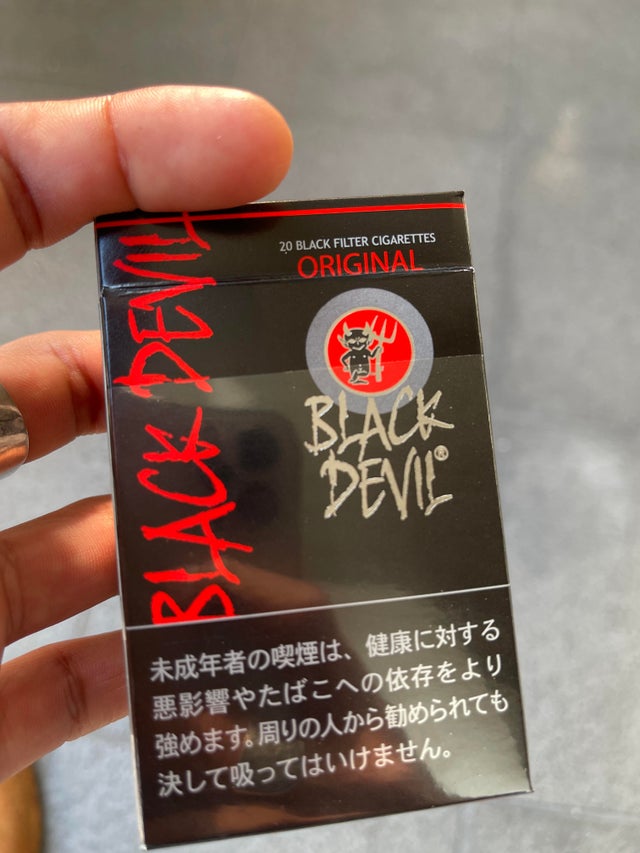 20 BLACK FILTER CIGARETTES
ORIGINAL
BLACK DEVIL
BLACK
DEVIL®
未成年者の喫煙は、健康に対する
悪影響やたばこへの依存をより
強めます。周りの人から勧められても
決して吸ってはいけません。